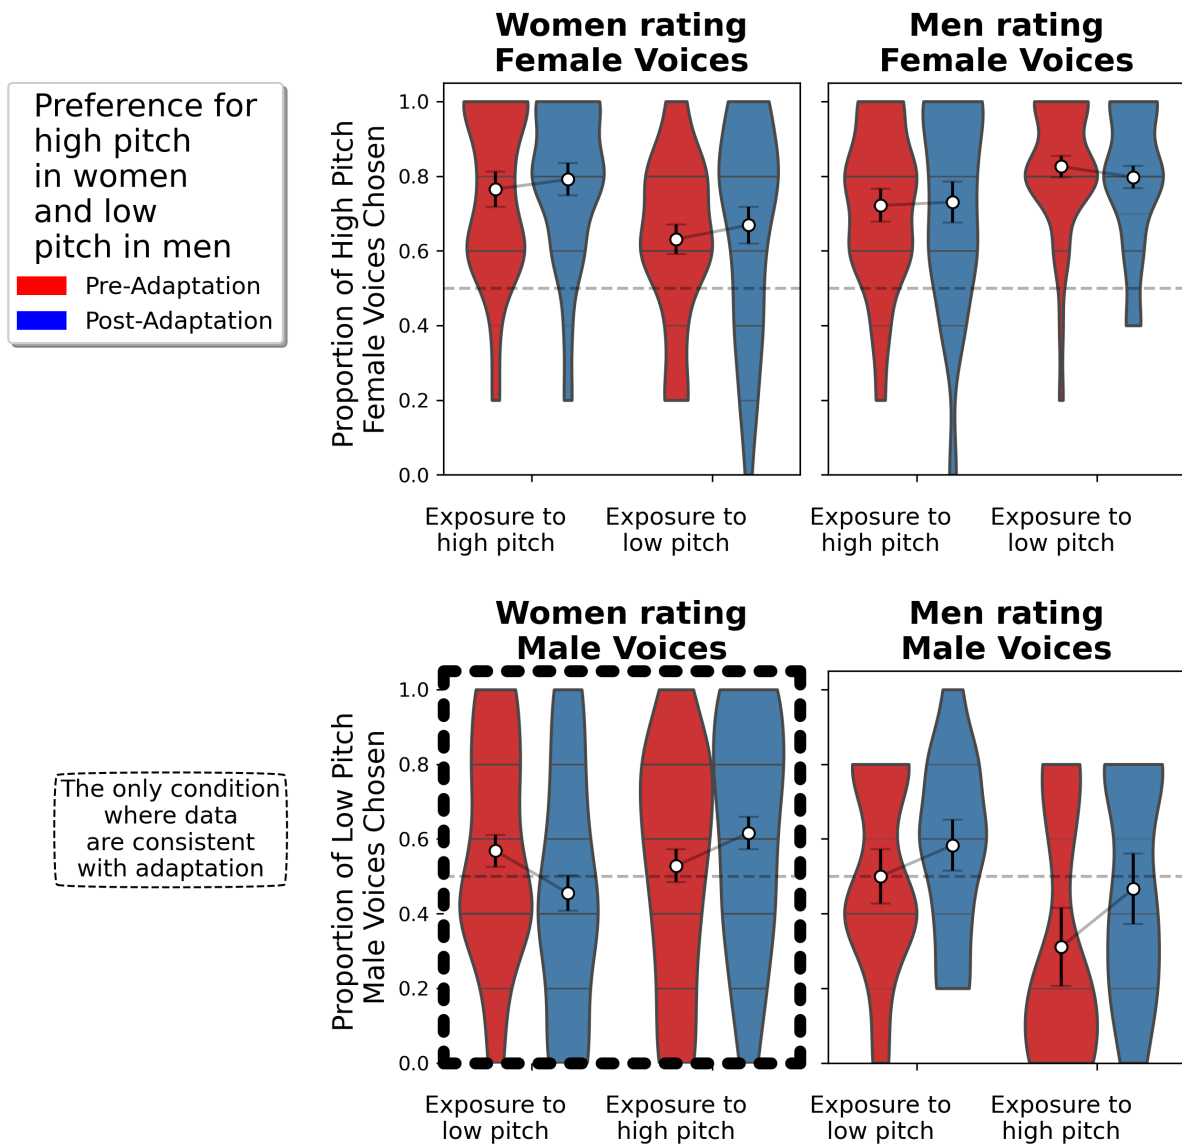 Women rating
Female Voices
Men rating
Female Voices
Preference for
high pitch
in women
and low
pitch in men
Pre-Adaptation
Post-Adaptation
Proportion of High Pitch
Female Voices Chosen
1.0
0.8
0.6
0.4
0.2
0.0
Exposure to
high pitch
Exposure to
low pitch
Exposure to
high pitch
Exposure to
low pitch
Women rating
Male Voices
Men rating
Male Voices
The only condition
where data
are consistent
with adaptation
Proportion of Low Pitch
Male Voices Chosen
1.0
0.8
0.6
0.4
0.2
0.0
Exposure to
low pitch
Exposure to
high pitch
Exposure to
low pitch
Exposure to
high pitch